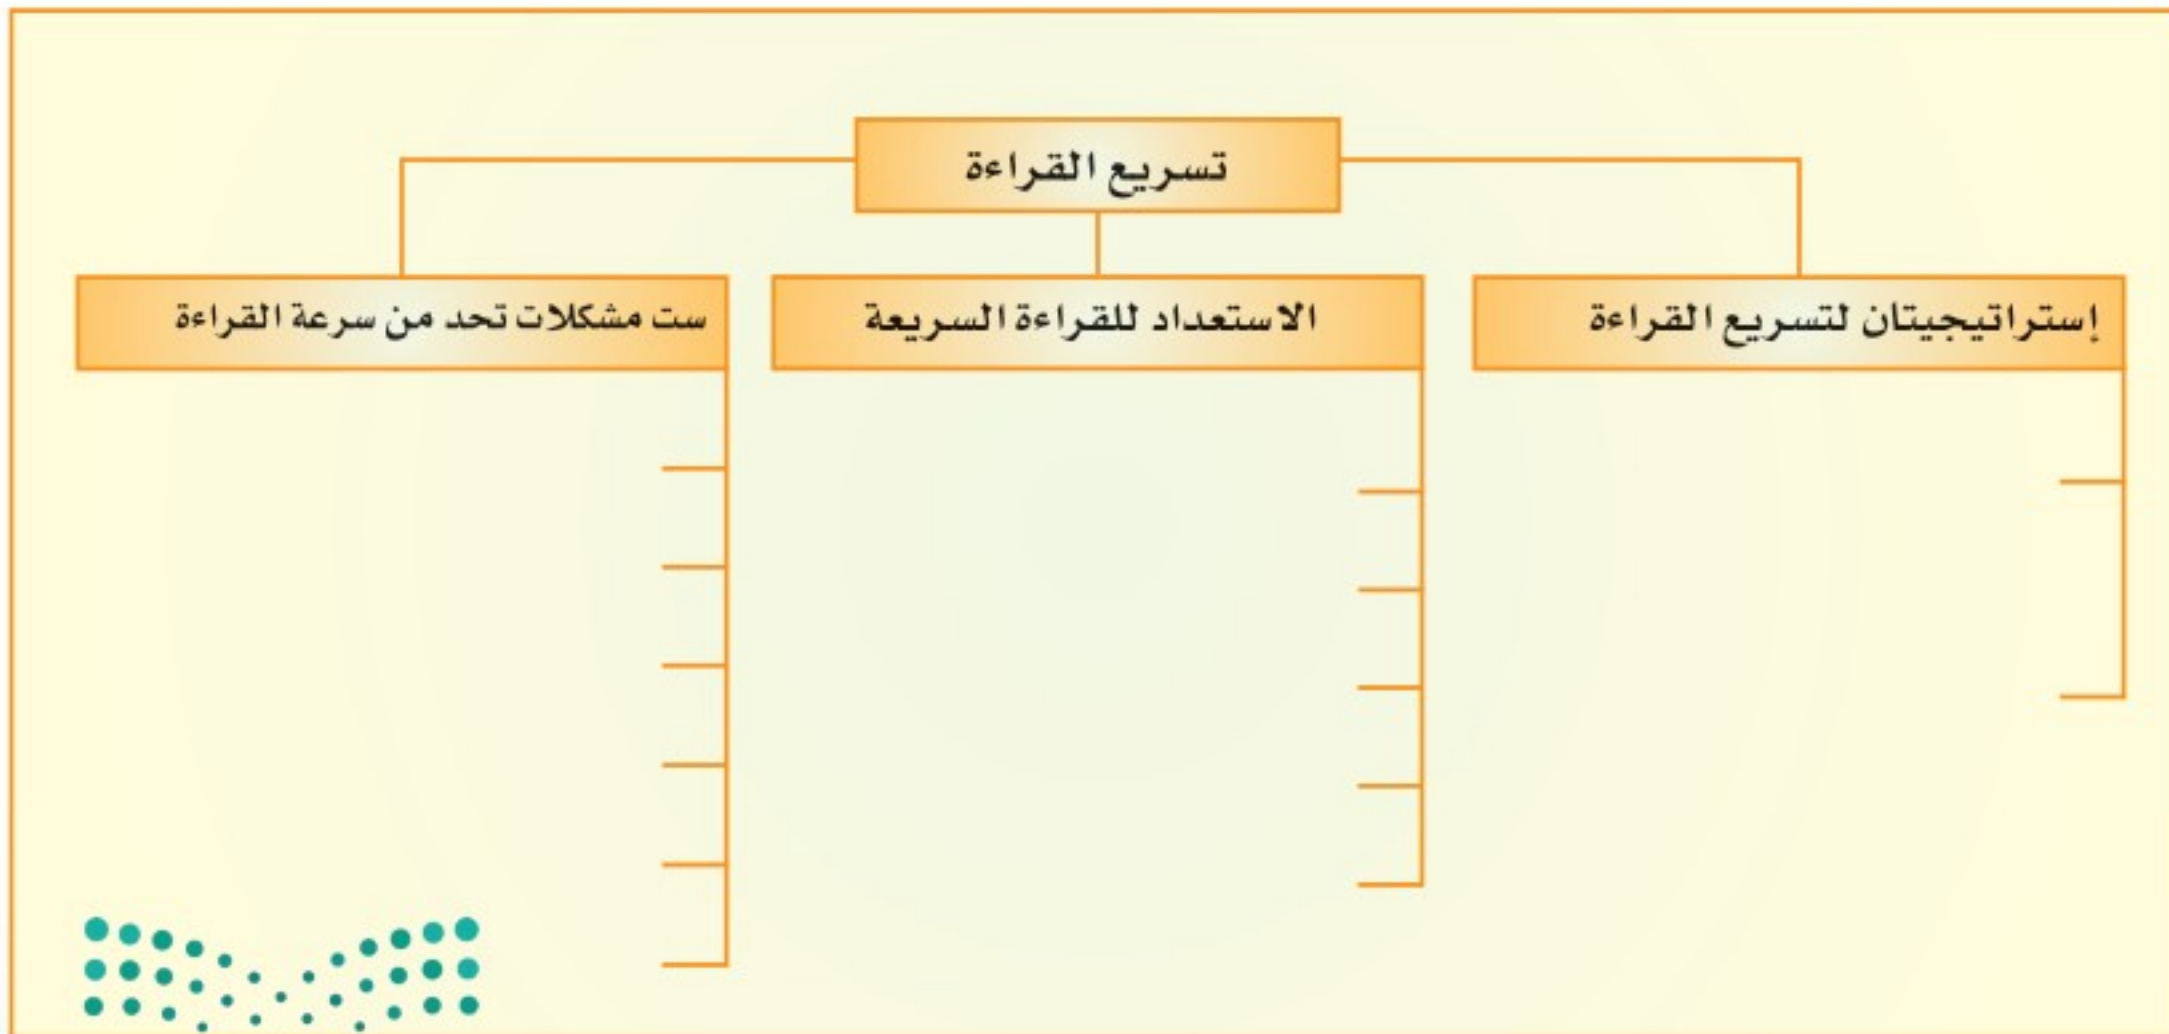 تسريع القراءة
إستراتيجيتان لتسريع القراءة
الاستعداد للقراءة السريعة
ست مشكلات تحد من سرعة القراءة